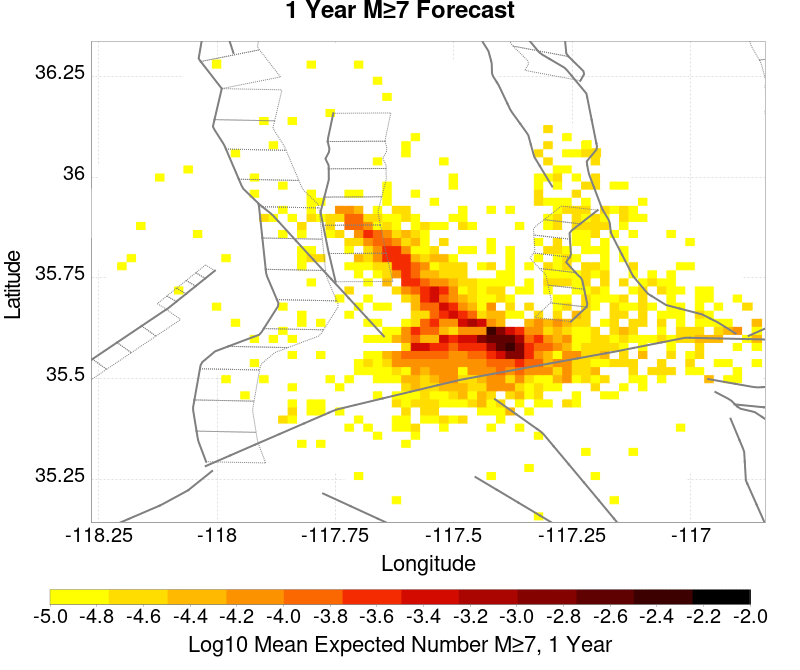 1 Year M≥7 Forecast
36.25
36
35.75
35.5
35.25
Latitude
-118.25 -118 -117.75 -117.5 -117.25 -117
Longitude
-5.0 -4.8 -4.6 -4.4 -4.2 -4.0 -3.8 -3.6 -3.4 -3.2 -3.0 -2.8 -2.6 -2.4 -2.2 -2.0
Log10 Mean Expected Number M≥7, 1 Year